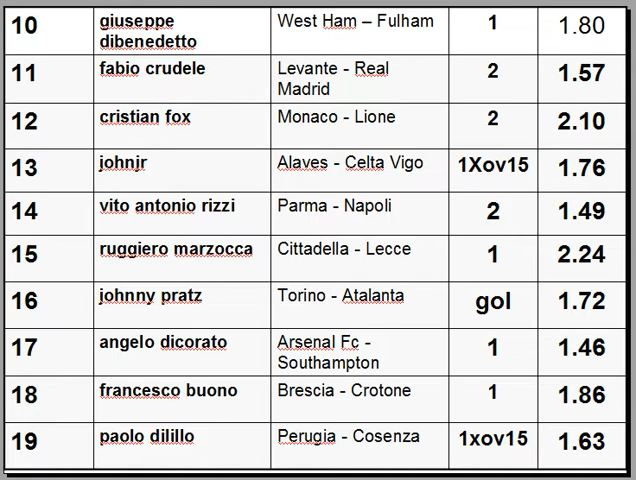 10 giuseppe dibenedetto West Ham – Fulham 1 1.80
11 fabio crudele Levante - Real Madrid 2 1.57
12 cristian fox Monaco - Lione 2 2.10
13 johnjr Alaves - Celta Vigo 1Xov15 1.76
14 vito antonio rizzi Parma - Napoli 2 1.49
15 ruggiero marzocca Cittadella - Lecce 1 2.24
16 johnny pratz Torino - Atalanta gol 1.72
17 angelo dicorato Arsenal Fc - Southampton 1 1.46
18 francesco buono Brescia - Crotone 1 1.86
19 paolo dilillo Perugia - Cosenza 1xov15 1.63